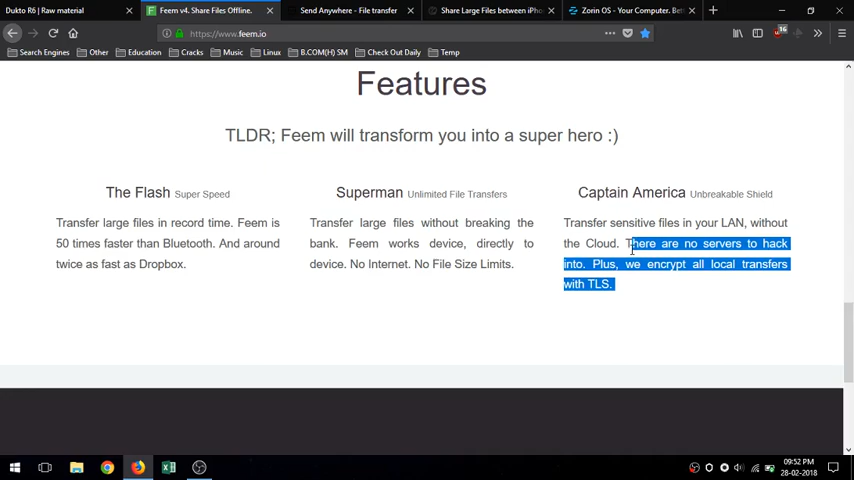 Dukto R6 | Raw material
Feem v4. Share Files Offline.
Send Anywhere - File transfer
Share Large Files between iPho
Zorin OS - Your Computer. Bett
https://www.feem.io
16
Search Engines
Other
Education
Cracks
Music
Linux
B.COM(H) SM
Check Out Daily
Temp
Features
TLDR; Feem will transform you into a super hero :)
The Flash Super Speed
Transfer large files in record time. Feem is
50 times faster than Bluetooth. And around
twice as fast as Dropbox.
Superman Unlimited File Transfers
Transfer large files without breaking the
bank. Feem works device, directly to
device. No Internet. No File Size Limits.
Captain America Unbreakable Shield
Transfer sensitive files in your LAN, without
the Cloud. There are no servers to hack
into. Plus, we encrypt all local transfers
with TLS.
09:52 PM
28-02-2018